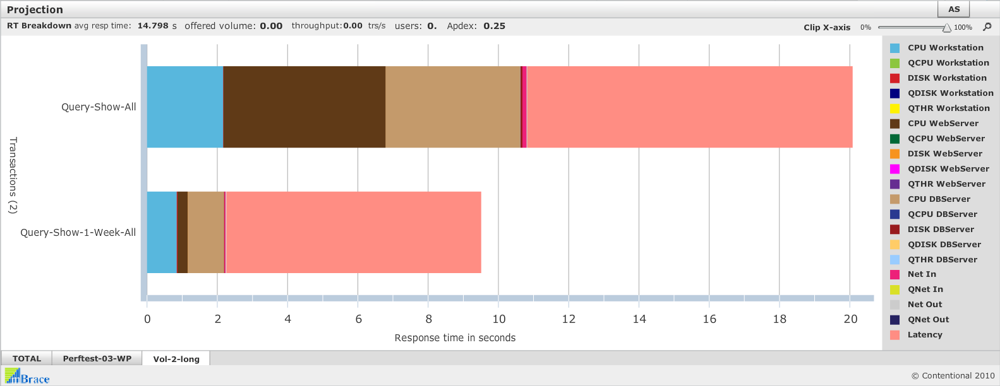 Projection
AS
RT Breakdown avg resp time: 14.798 s offered volume: 0.00 throughput:0.00 trs/s users: 0. Apdex: 0.25
Clip X-axis 0% 100%
CPU Workstation
QCPU Workstation
DISK Workstation
QDISK Workstation
QTHR Workstation
CPU WebServer
QCPU WebServer
DISK WebServer
QDISK WebServer
QTHR WebServer
CPU DBServer
QCPU DBServer
DISK DBServer
QDISK DBServer
QTHR DBServer
Net In
QNet In
Net Out
QNet Out
Latency
Transactions (2)
Query-Show-All
Query-Show-1-Week-All
0 2 4 6 8 10 12 14 16 18 20
Response time in seconds
TOTAL Perftest-03-WP Vol-2-long
Brace
© Contentional 2010